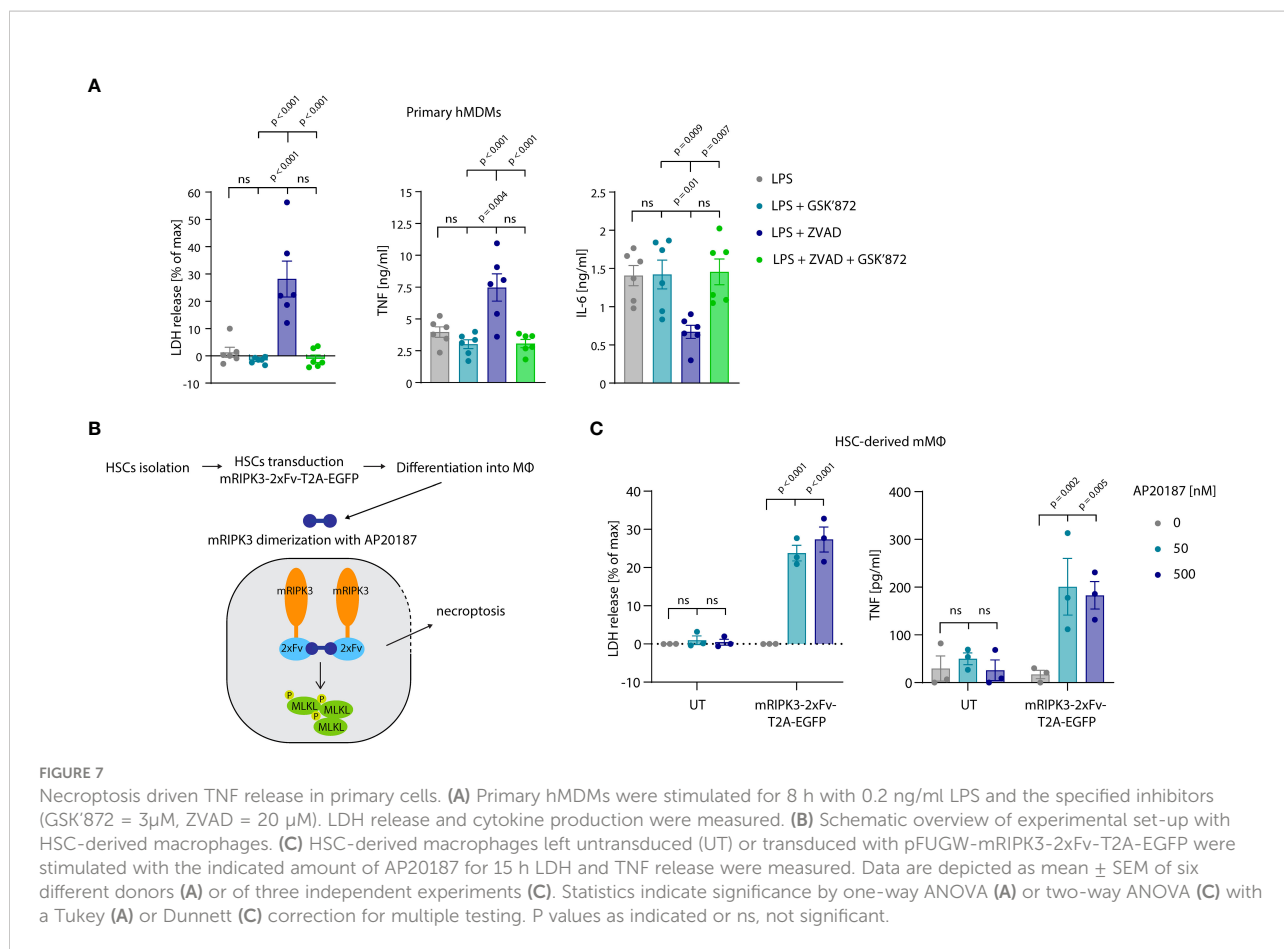 A
Primary hMDMs
p < 0.001
p < 0.001
p < 0.001
ns
ns
LDH release [% of max]
60
50
40
30
20
10
0
-10
p < 0.001
p < 0.001
p = 0.004
ns
ns
TNF [ng/ml]
15
12.5
10
7.5
5
2.5
0
p = 0.009
p = 0.007
p = 0.01
ns
ns
IL-6 [ng/ml]
2.5
2
1.5
1
0.5
0
LPS
LPS + GSK'872
LPS + ZVAD
LPS + ZVAD + GSK'872
B
HSCs isolation
HSCs transduction
mRIPK3-2xFv-T2A-EGFP
Differentiation into MΦ
mRIPK3 dimerization with AP20187
mRIPK3
mRIPK3
2xFv
2xFv
necroptosis
P
P
P
MLKL
MLKL
MLKL
C
HSC-derived mMΦ
p < 0.001
p < 0.001
ns
ns
LDH release [% of max]
40
30
20
10
0
-10
UT
mRIPK3-2xFv-
T2A-EGFP
p = 0.002
p = 0.005
ns
ns
TNF [pg/ml]
400
300
200
100
0
UT
mRIPK3-2xFv-
T2A-EGFP
AP20187 [nM]
0
50
500
FIGURE 7
Necroptosis driven TNF release in primary cells. (A) Primary hMDMs were stimulated for 8 h with 0.2 ng/ml LPS and the specified inhibitors
(GSK'872 = 3μM, ZVAD = 20 μM). LDH release and cytokine production were measured. (B) Schematic overview of experimental set-up with
HSC-derived macrophages. (C) HSC-derived macrophages left untransduced (UT) or transduced with pFUGW-mRIPK3-2xFv-T2A-EGFP were
stimulated with the indicated amount of AP20187 for 15 h LDH and TNF release were measured. Data are depicted as mean ± SEM of six
different donors (A) or of three independent experiments (C). Statistics indicate significance by one-way ANOVA (A) or two-way ANOVA (C) with
a Tukey (A) or Dunnett (C) correction for multiple testing. P values as indicated or ns, not significant.